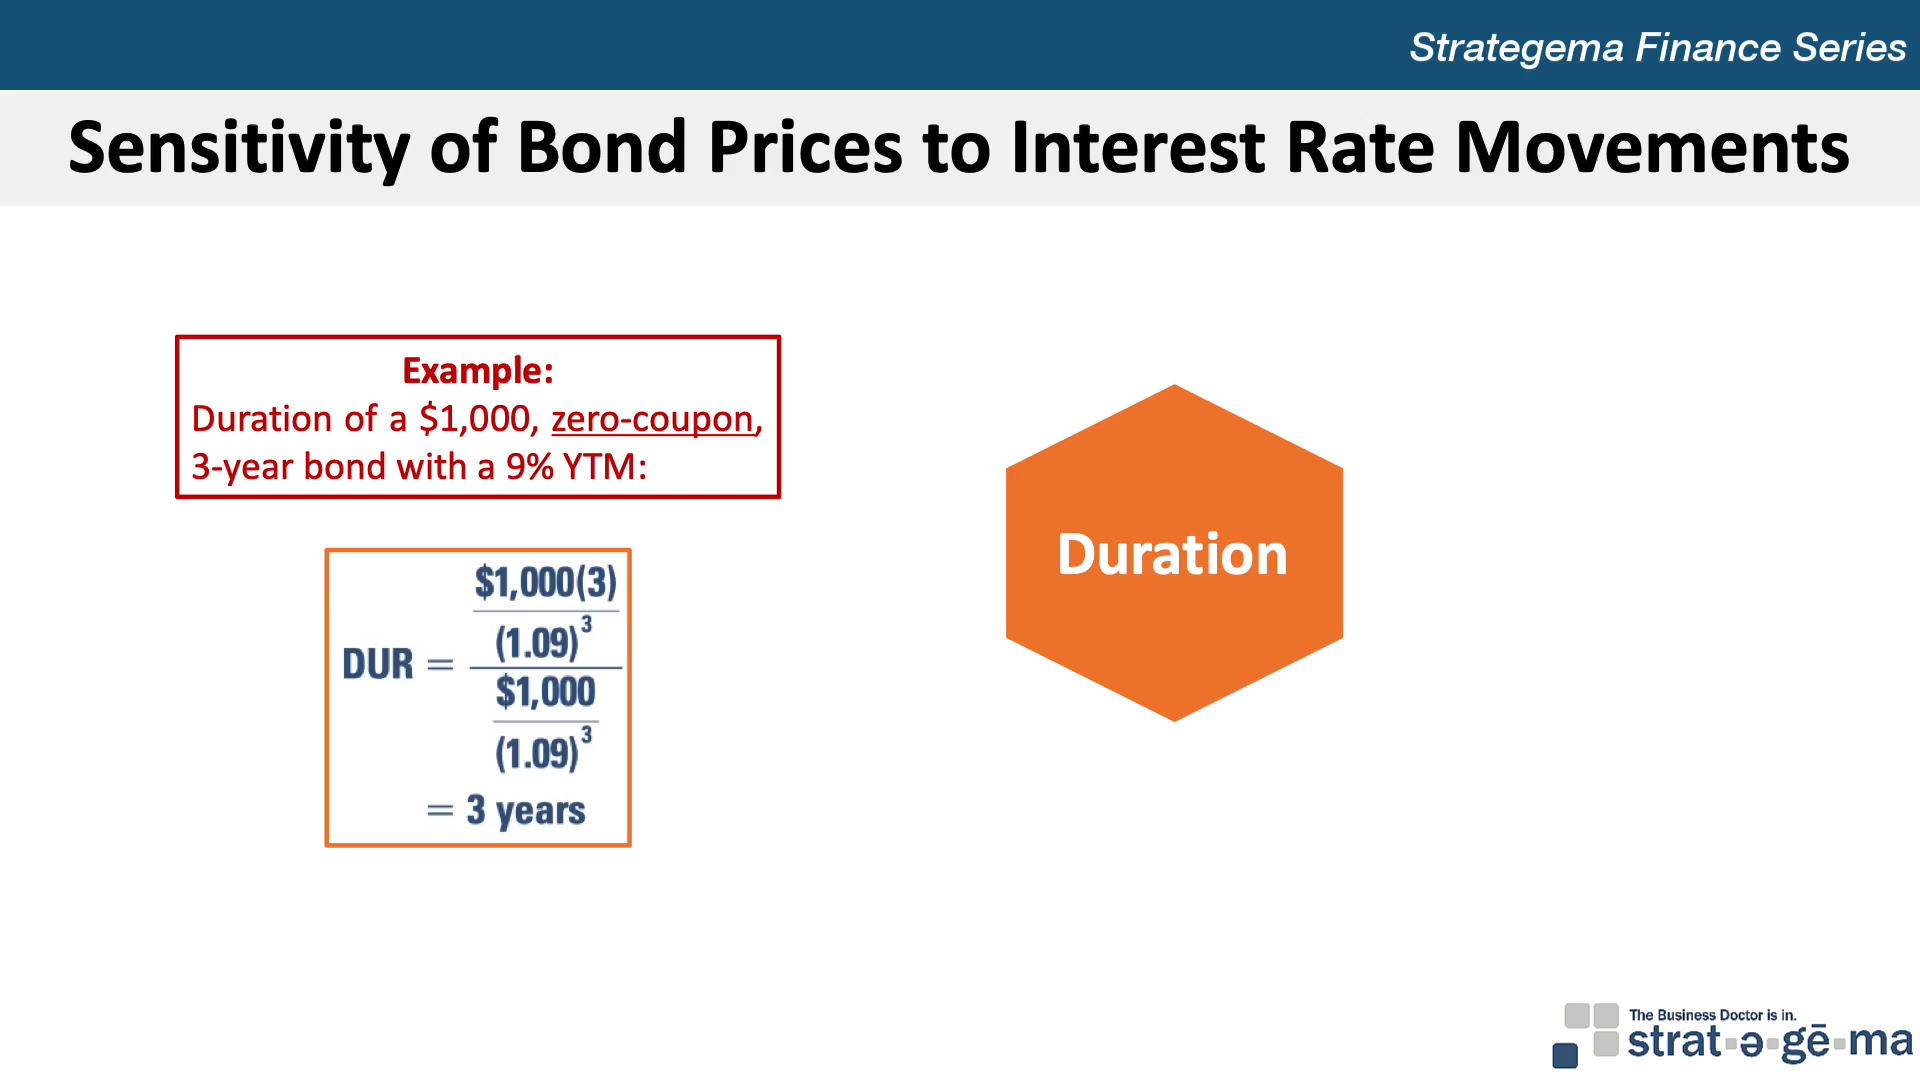 Strategema Finance Series
Sensitivity of Bond Prices to Interest Rate Movements
Example:
Duration of a $1,000, zero-coupon,
3-year bond with a 9% YTM:
$1,000(3)
(1.09)³
DUR =
$1,000
(1.09)³
= 3 years
Duration
The Business Doctor is in.
strat-ə-gē-ma